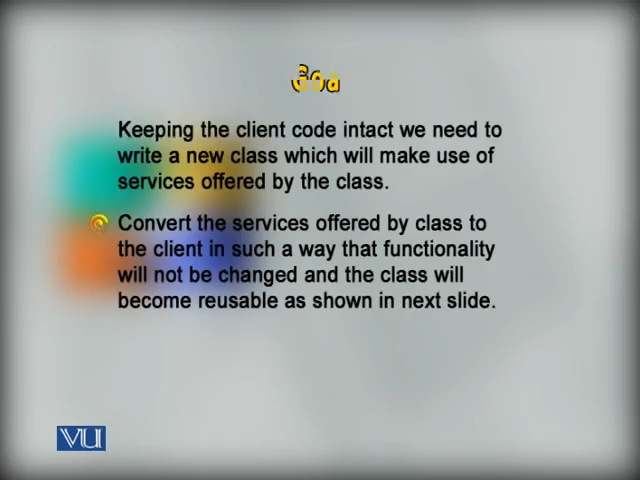 Keeping the client code intact we need to
write a new class which will make use of
services offered by the class.
Convert the services offered by class to
the client in such a way that functionality
will not be changed and the class will
become reusable as shown in next slide.
VU